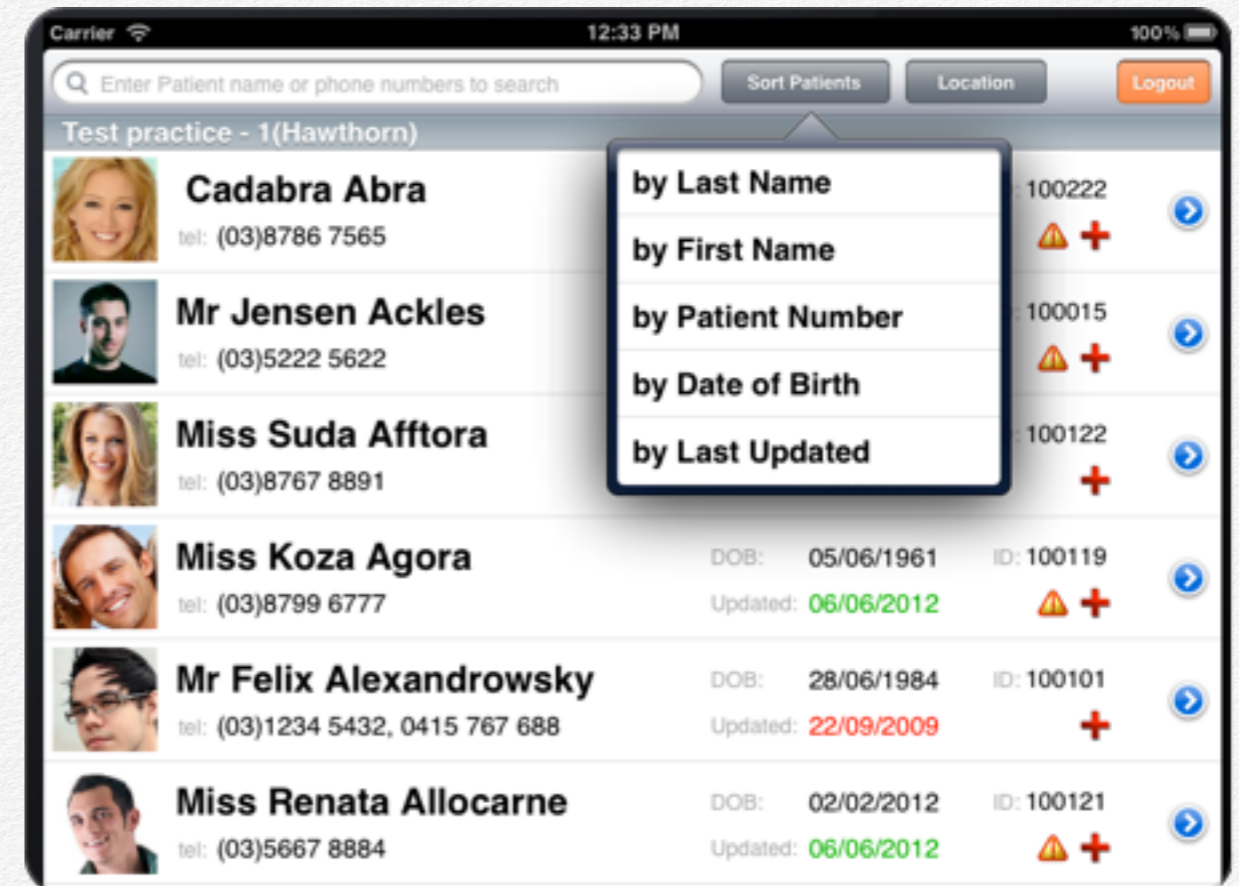 Carrier 12:33 PM 100%
Enter Patient name or phone numbers to search Sort Patients Location Logout
Test practice - 1(Hawthorn)
Cadabra Abra
tel: (03)8786 7565
100222
Mr Jensen Ackles
tel: (03)5222 5622
100015
Miss Suda Afftora
tel: (03)8767 8891
100122
by Last Name
by First Name
by Patient Number
by Date of Birth
by Last Updated
Miss Koza Agora DOB: 05/06/1961 ID: 100119
tel: (03)8799 6777 Updated: 06/06/2012
Mr Felix Alexandrowsky DOB: 28/06/1984 ID: 100101
tel: (03)1234 5432, 0415 767 688 Updated: 22/09/2009
Miss Renata Allocarne DOB: 02/02/2012 ID: 100121
tel: (03)5667 8884 Updated: 06/06/2012